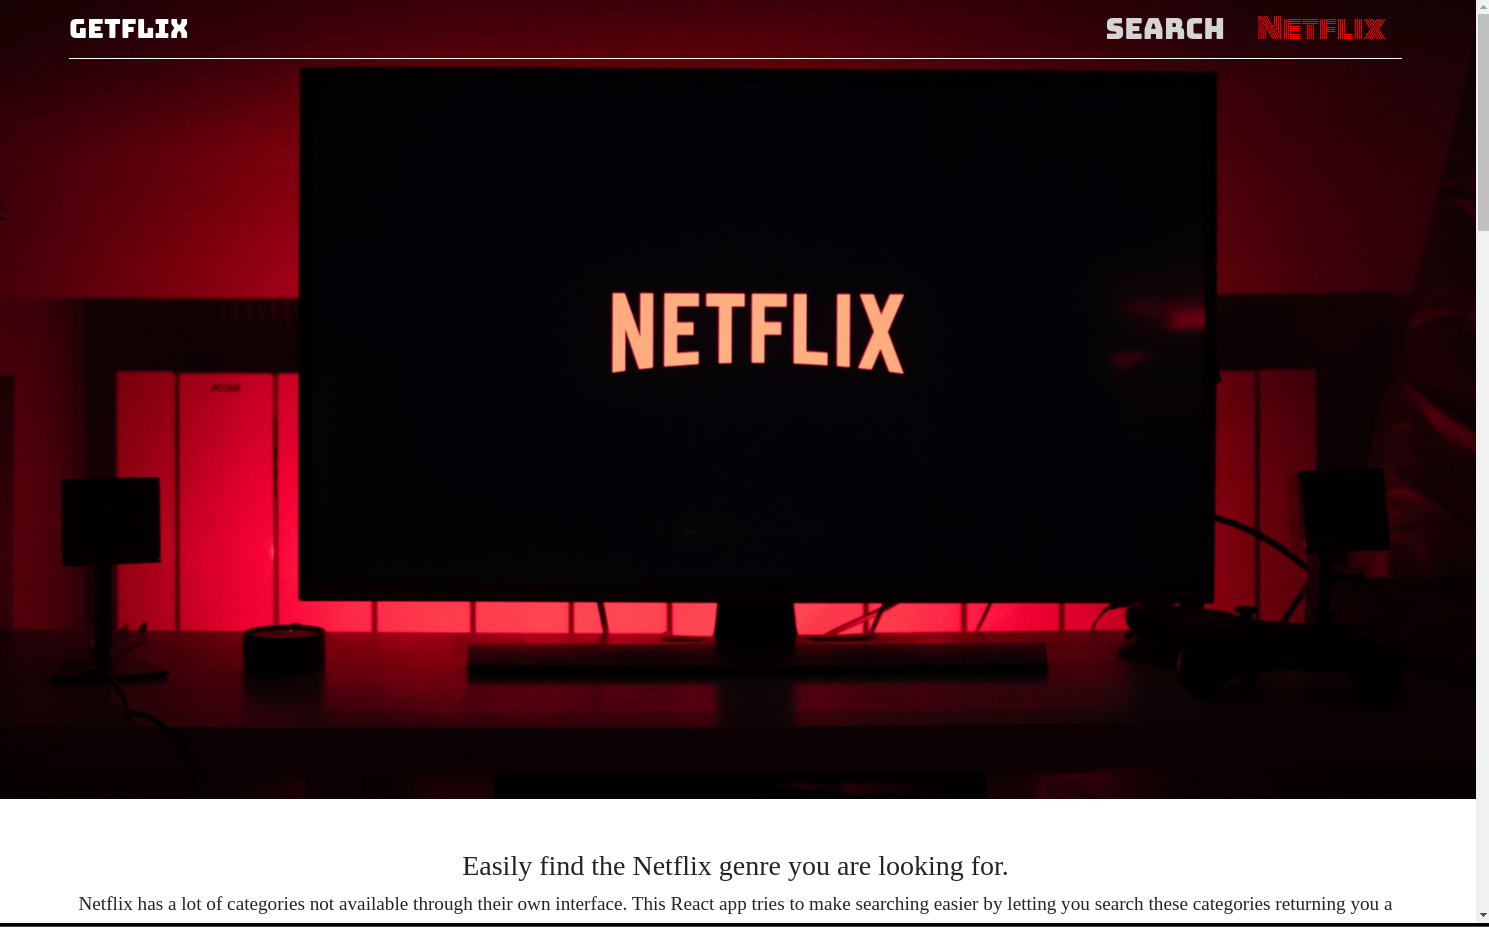 GETFLIX
SEARCH NETFLIX
NETFLIX
Easily find the Netflix genre you are looking for.
Netflix has a lot of categories not available through their own interface. This React app tries to make searching easier by letting you search these categories returning you a